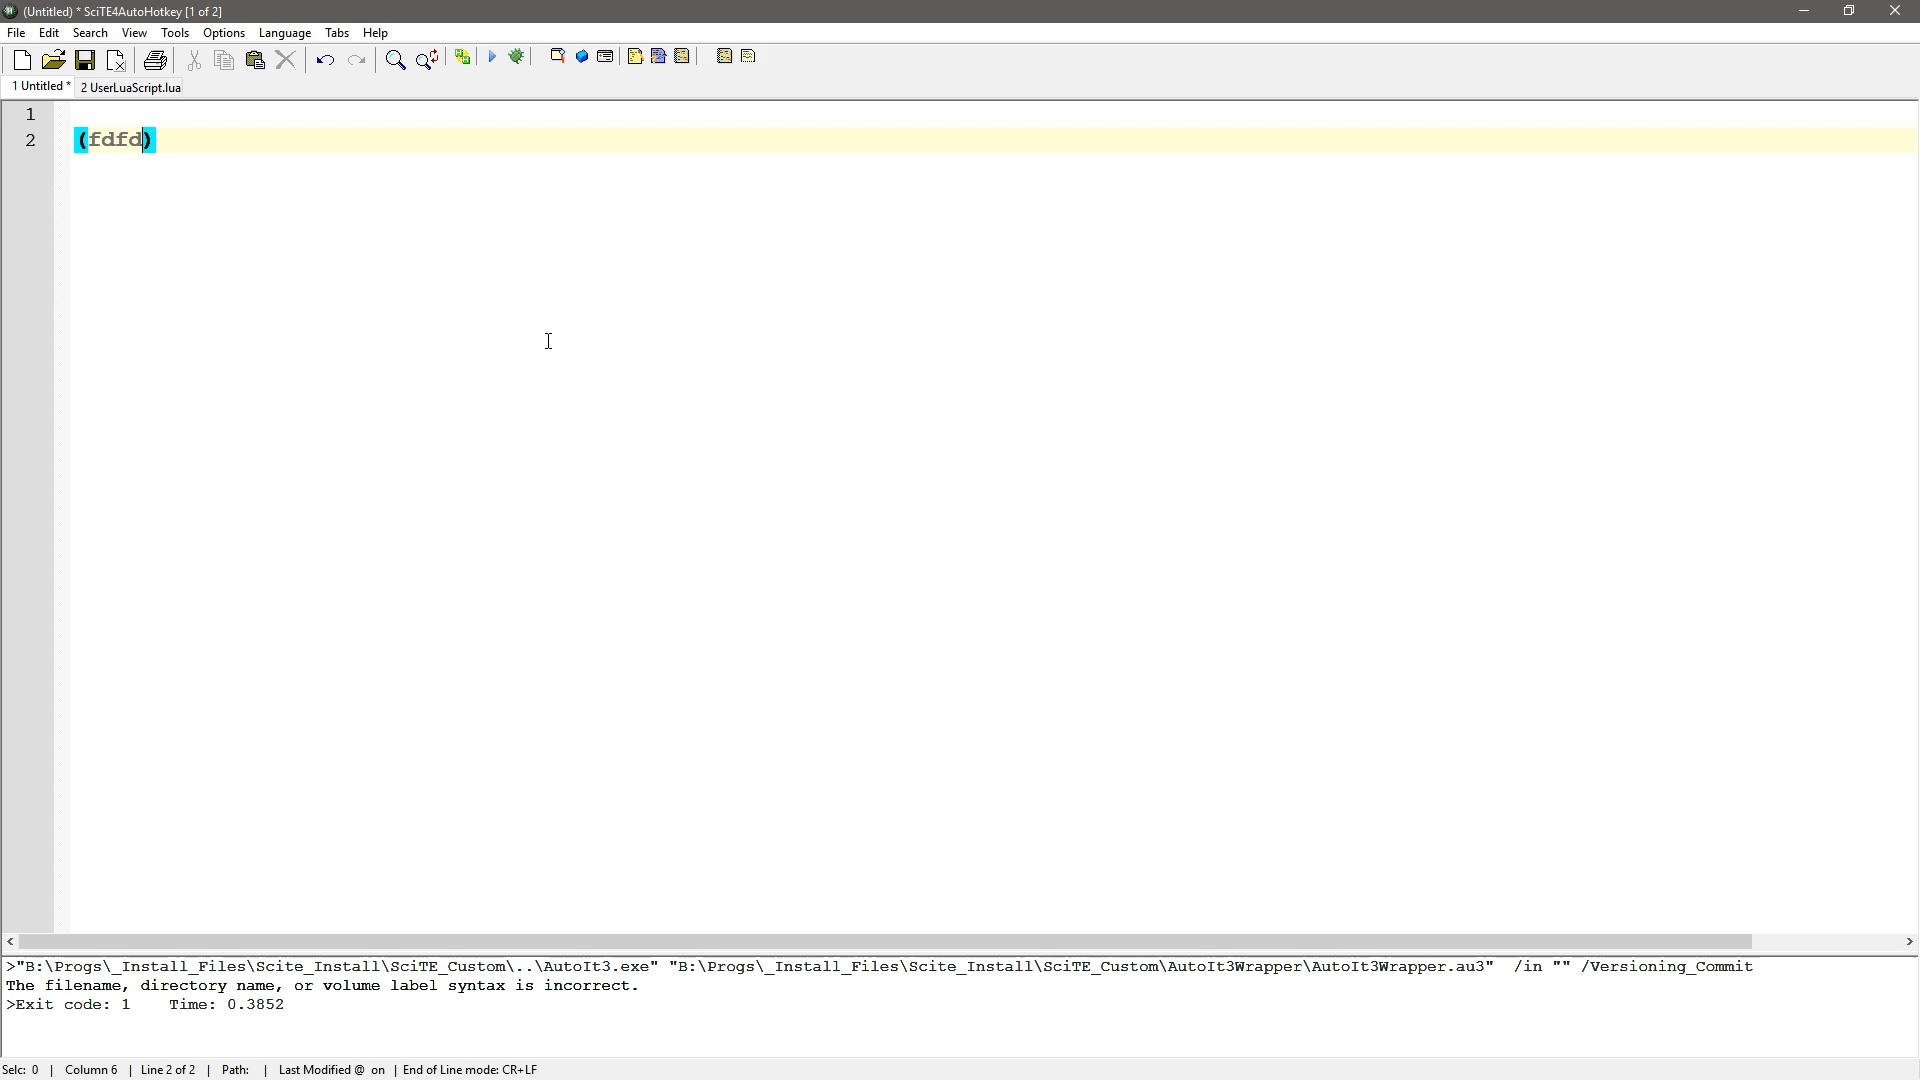 (Untitled) * SciTE4AutoHotkey [1 of 2]
File Edit Search View Tools Options Language Tabs Help
1 Untitled * 2 UserLuaScript.lua
1
2 (fdfd)
>"B:\Progs\_Install_Files\Scite_Install\SciTE_Custom\..\AutoIt3.exe" "B:\Progs\_Install_Files\Scite_Install\SciTE_Custom\AutoIt3Wrapper\AutoIt3Wrapper.au3" /in "" /Versioning_Commit
The filename, directory name, or volume label syntax is incorrect.
>Exit code: 1 Time: 0.3852
Selc: 0 | Column 6 | Line 2 of 2 | Path: | Last Modified @ on | End of Line mode: CR+LF